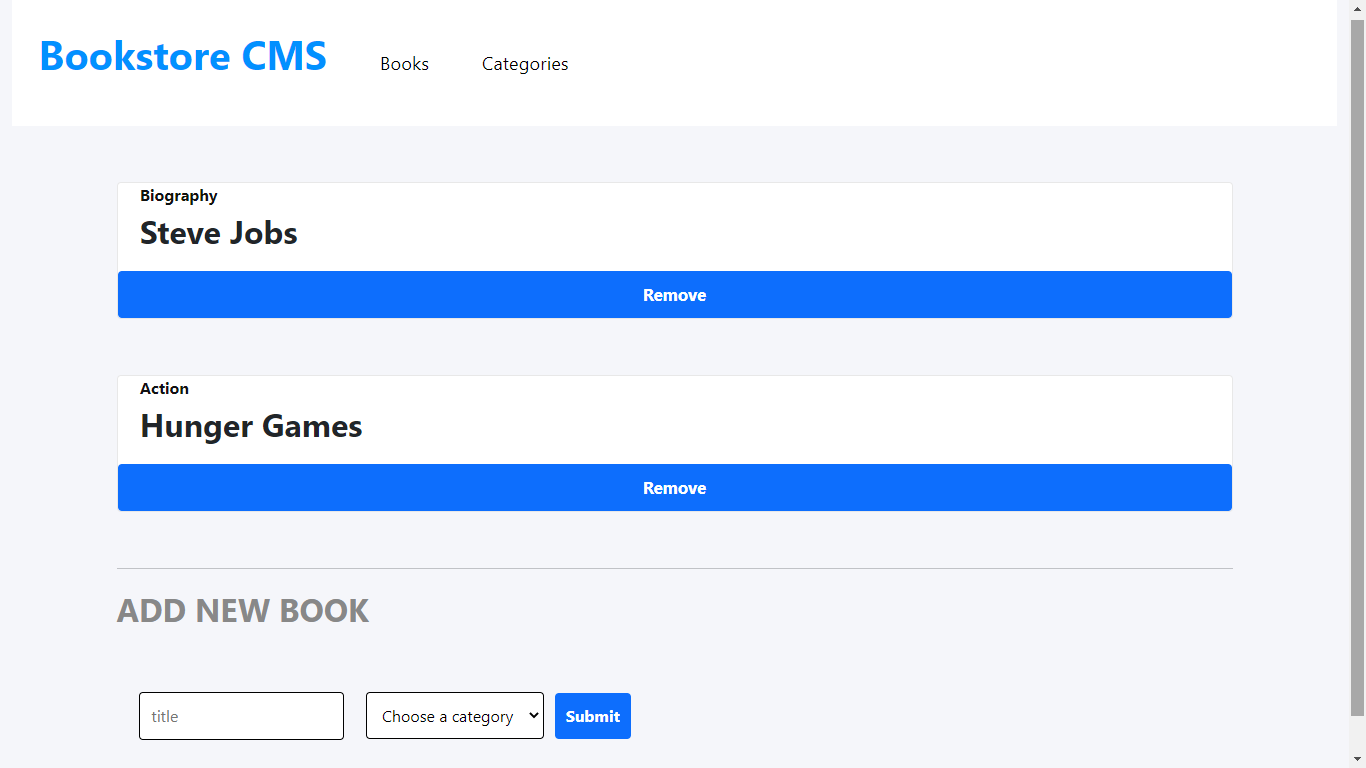 Bookstore CMS Books Categories
Biography
Steve Jobs
Remove
Action
Hunger Games
Remove
ADD NEW BOOK
title Choose a category Submit